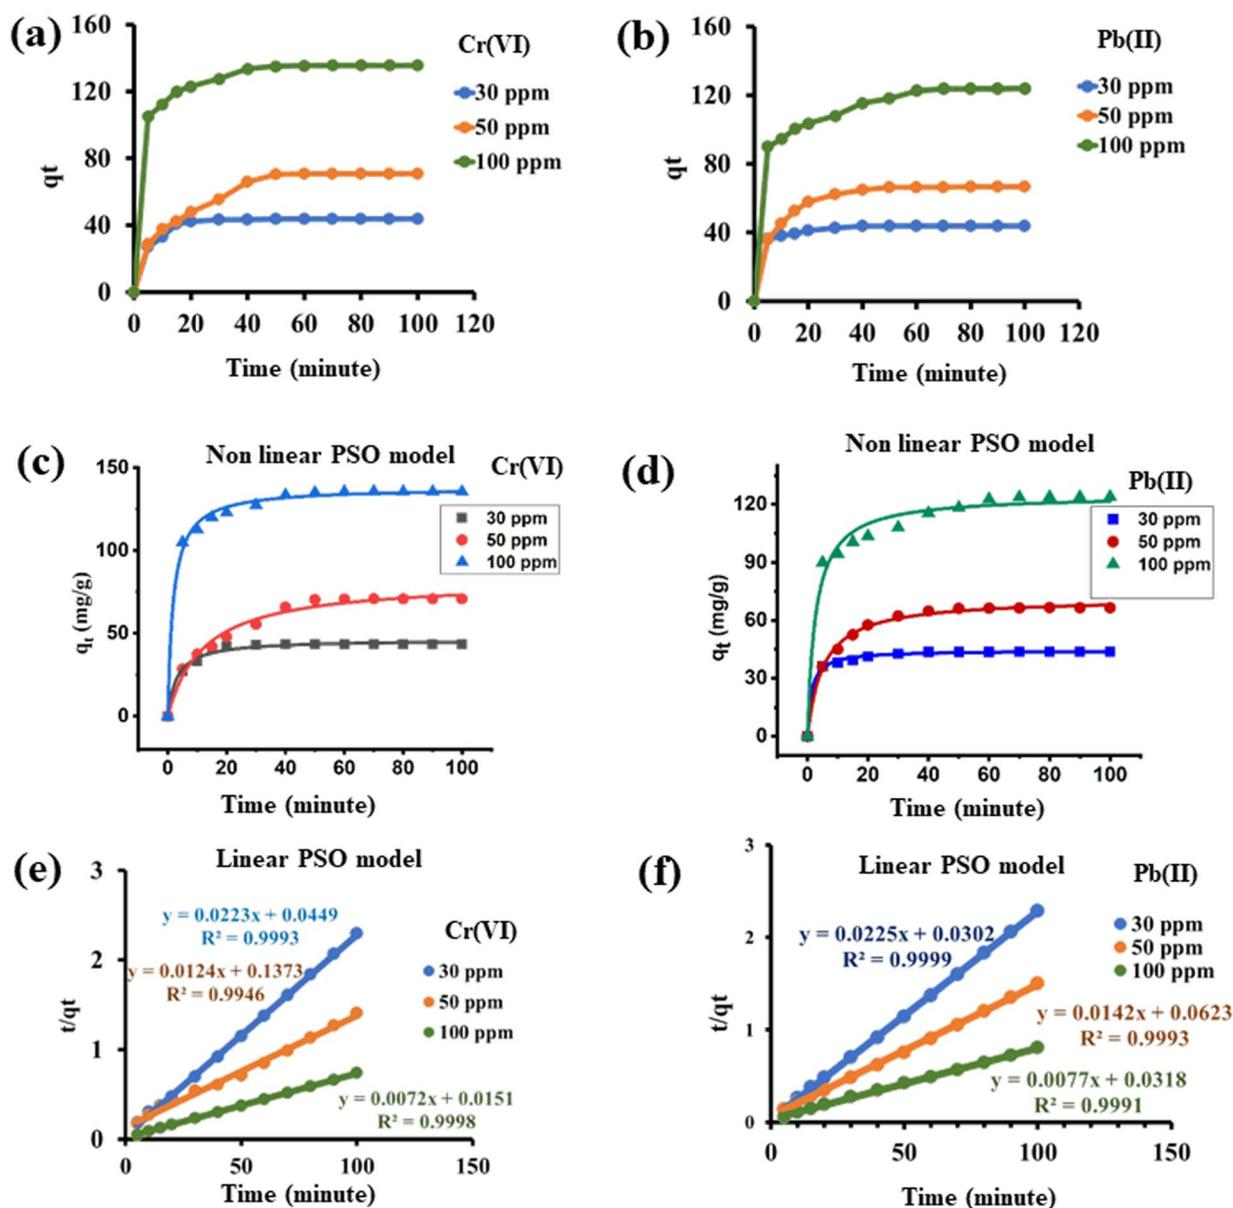 (a)
160
120
80
40
0
qt
0 20 40 60 80 100 120
Time (minute)
Cr(VI)
30 ppm
50 ppm
100 ppm
(b)
160
120
80
40
0
qt
0 20 40 60 80 100 120
Time (minute)
Pb(II)
30 ppm
50 ppm
100 ppm
(c)
Non linear PSO model
Cr(VI)
150
100
50
0
qt (mg/g)
30 ppm
50 ppm
100 ppm
0 20 40 60 80 100
Time (minute)
(d)
Non linear PSO model
Pb(II)
120
90
60
30
0
qt (mg/g)
30 ppm
50 ppm
100 ppm
0 20 40 60 80 100
Time (minute)
(e)
Linear PSO model
3
2
1
0
t/qt
y = 0.0223x + 0.0449
R² = 0.9993
y = 0.0124x + 0.1373
R² = 0.9946
Cr(VI)
30 ppm
50 ppm
100 ppm
y = 0.0072x + 0.0151
R² = 0.9998
0 50 100 150
Time (minute)
(f)
Linear PSO model
Pb(II)
3
2
1
0
t/qt
y = 0.0225x + 0.0302
R² = 0.9999
30 ppm
50 ppm
100 ppm
y = 0.0142x + 0.0623
R² = 0.9993
y = 0.0077x + 0.0318
R² = 0.9991
0 50 100 150
Time (minute)